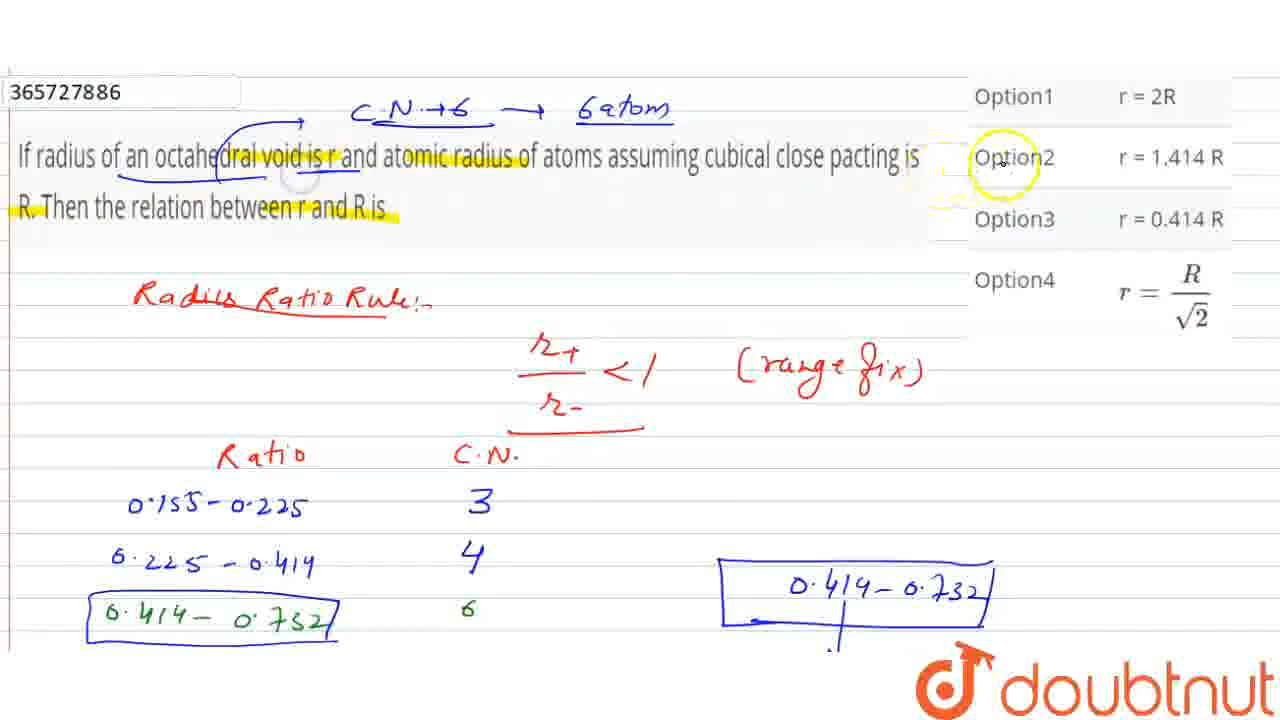 365727886
C.N. → 6 → 6 atom
If radius of an octahedral void is r and atomic radius of atoms assuming cubical close pacting is
R. Then the relation between r and R is
Option1 r = 2R
Option2 r = 1.414 R
Option3 r = 0.414 R
Option4 r = R/√2
Radius Ratio Rule:-
r+/r- < 1 (range fix)
Ratio C.N.
0.155 - 0.225 3
0.225 - 0.414 4
0.414 - 0.732 6
0.414 - 0.732
doubtnut